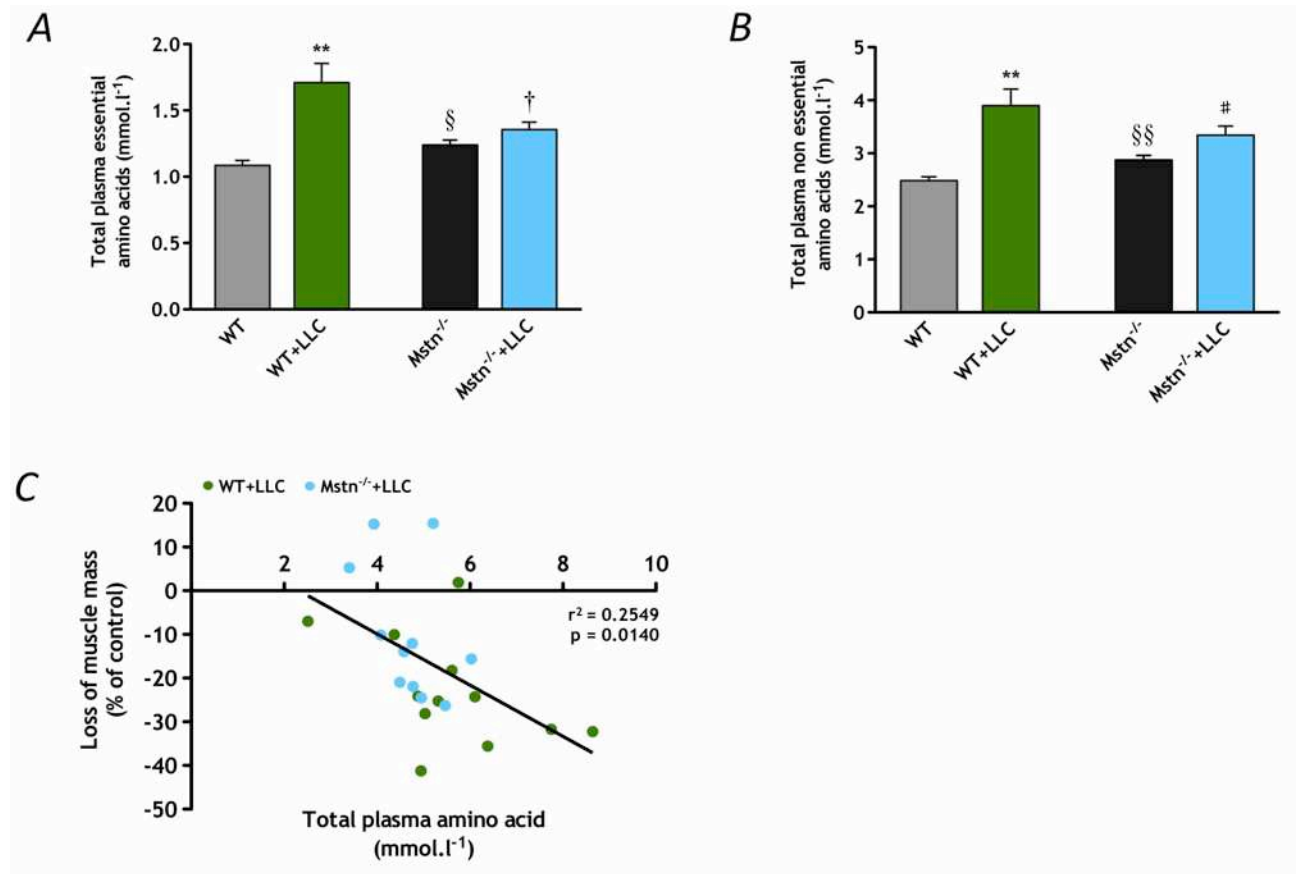 A
Total plasma essential
amino acids (mmol.l⁻¹)
2.0
1.5
1.0
0.5
0.0
**
§
†
WT
WT+LLC
Mstn⁻/⁻
Mstn⁻/⁻+LLC
B
Total plasma non essential
amino acids (mmol.l⁻¹)
5
4
3
2
1
0
**
§§
#
WT
WT+LLC
Mstn⁻/⁻
Mstn⁻/⁻+LLC
C
WT+LLC Mstn⁻/⁻+LLC
Loss of muscle mass
(% of control)
20
10
0
-10
-20
-30
-40
-50
2 4 6 8 10
r² = 0.2549
p = 0.0140
Total plasma amino acid
(mmol.l⁻¹)